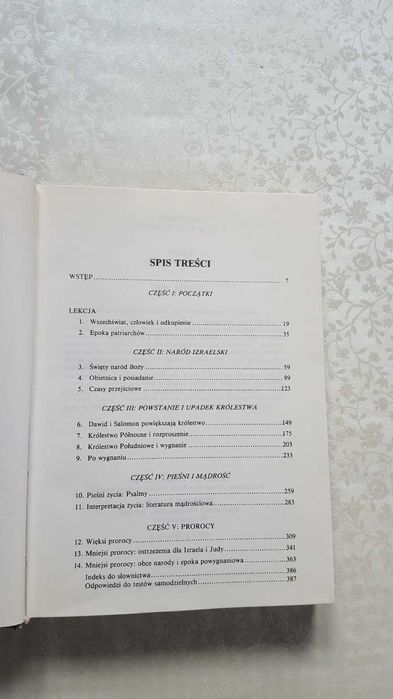 SPIS TREŚCI
WSTĘP 7
CZĘŚĆ I: POCZĄTKI
LEKCJA
1. Wszechświat, człowiek i odkupienie 19
2. Epoka patriarchów 35
CZĘŚĆ II: NARÓD IZRAELSKI
3. Święty naród Boży 59
4. Obietnica i posiadanie 89
5. Czasy przejściowe 123
CZĘŚĆ III: POWSTANIE I UPADEK KRÓLESTWA
6. Dawid i Salomon powiększają królestwo 149
7. Królestwo Północne i rozproszenie 175
8. Królestwo Południowe i wygnanie 203
9. Po wygnaniu 233
CZĘŚĆ IV: PIEŚNI I MĄDROŚĆ
10. Pieśni życia: Psalmy 259
11. Interpretacja życia: literatura mądrościowa 283
CZĘŚĆ V: PROROCY
12. Więksi prorocy 309
13. Mniejsi prorocy: ostrzeżenia dla Izraela i Judy 341
14. Mniejsi prorocy: obce narody i epoka powygnaniowa 363
Indeks do słownictwa 386
Odpowiedzi do testów samodzielnych 387